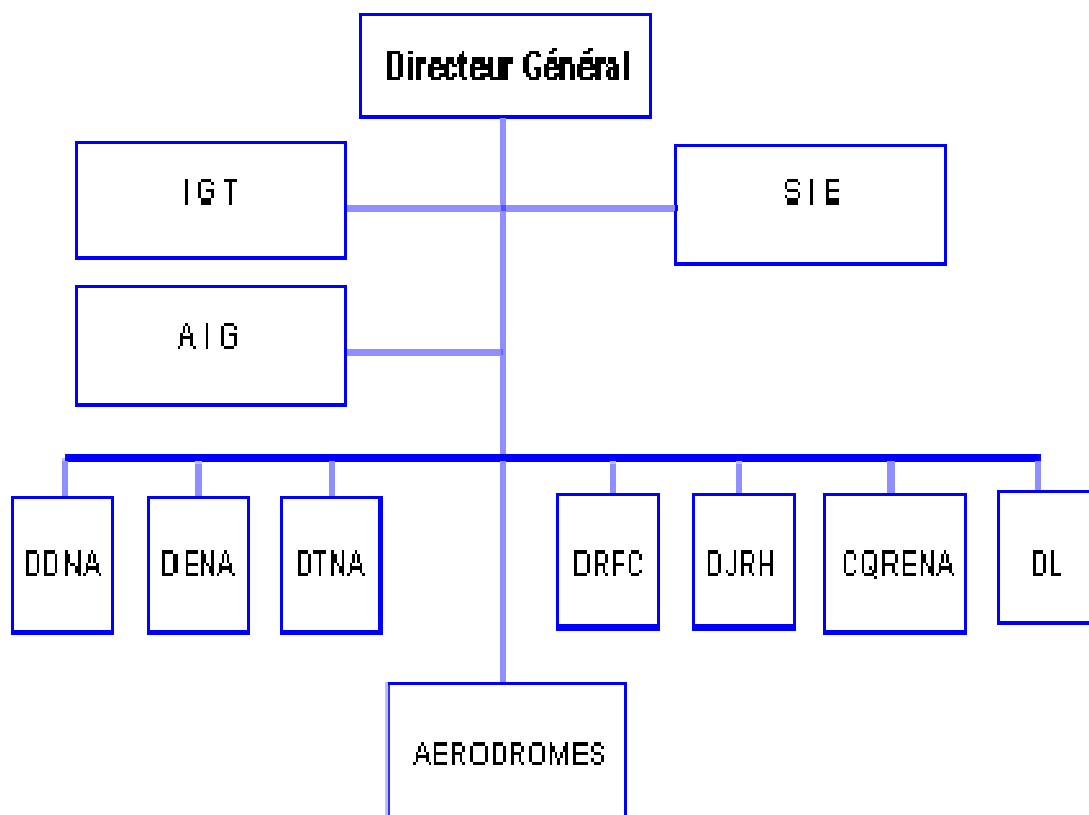 Directeur Général
IGT
SIE
AIG
DDNA
DENA
DTNA
DRFC
DJRH
CQRENA
DL
AERODROMES